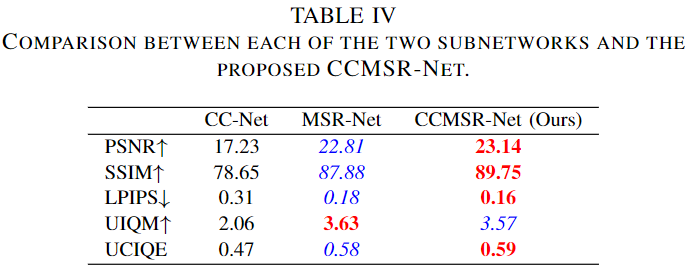 TABLE IV
COMPARISON BETWEEN EACH OF THE TWO SUBNETWORKS AND THE
PROPOSED CCMSR-NET.
CC-Net MSR-Net CCMSR-Net (Ours)
PSNR↑ 17.23 22.81 23.14
SSIM↑ 78.65 87.88 89.75
LPIPS↓ 0.31 0.18 0.16
UIQM↑ 2.06 3.63 3.57
UCIQE 0.47 0.58 0.59